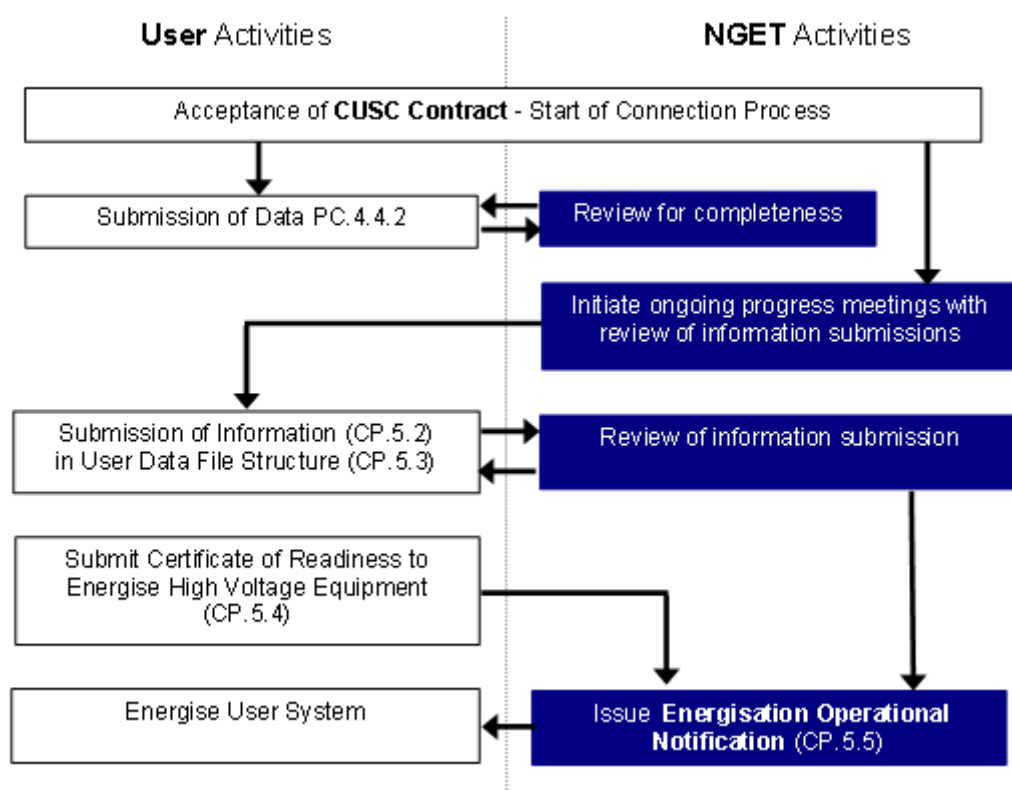 User Activities
NGET Activities
Acceptance of CUSC Contract - Start of Connection Process
Submission of Data PC.4.4.2
Review for completeness
Initiate ongoing progress meetings with
review of information submissions
Submission of Information (CP.5.2)
in User Data File Structure (CP.5.3)
Review of information submission
Submit Certificate of Readiness to
Energise High Voltage Equipment
(CP.5.4)
Energise User System
Issue Energisation Operational
Notification (CP.5.5)